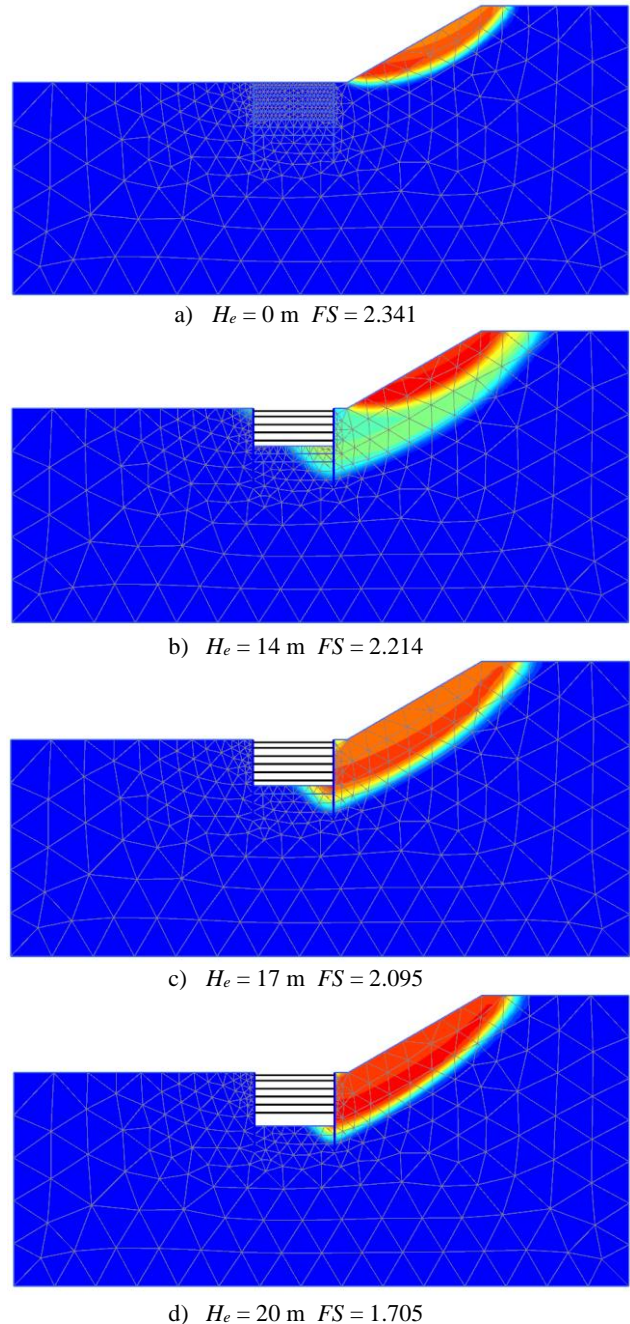 a) Hₑ = 0 m FS = 2.341
b) Hₑ = 14 m FS = 2.214
c) Hₑ = 17 m FS = 2.095
d) Hₑ = 20 m FS = 1.705